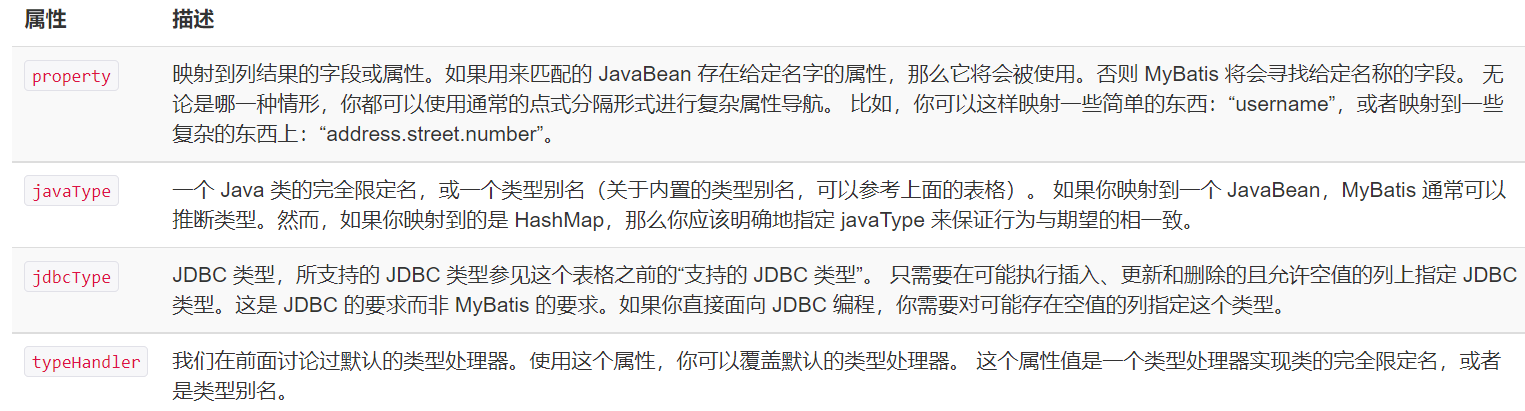 属性 描述
property 映射到列结果的字段或属性。如果用来匹配的 JavaBean 存在给定名字的属性，那么它将会被使用。否则 MyBatis 将会寻找给定名称的字段。 无
论是哪一种情形，你都可以使用通常的点式分隔形式进行复杂属性导航。 比如，你可以这样映射一些简单的东西：“username”，或者映射到一些
复杂的东西上：“address.street.number”。
javaType 一个 Java 类的完全限定名，或一个类型别名（关于内置的类型别名，可以参考上面的表格）。 如果你映射到一个 JavaBean，MyBatis 通常可以
推断类型。然而，如果你映射到的是 HashMap，那么你应该明确地指定 javaType 来保证行为与期望的相一致。
jdbcType JDBC 类型，所支持的 JDBC 类型参见这个表格之前的“支持的 JDBC 类型”。 只需要在可能执行插入、更新和删除的且允许空值的列上指定 JDBC
类型。这是 JDBC 的要求而非 MyBatis 的要求。如果你直接面向 JDBC 编程，你需要对可能存在空值的列指定这个类型。
typeHandler 我们在前面讨论过默认的类型处理器。使用这个属性，你可以覆盖默认的类型处理器。 这个属性值是一个类型处理器实现类的完全限定名，或者
是类型别名。